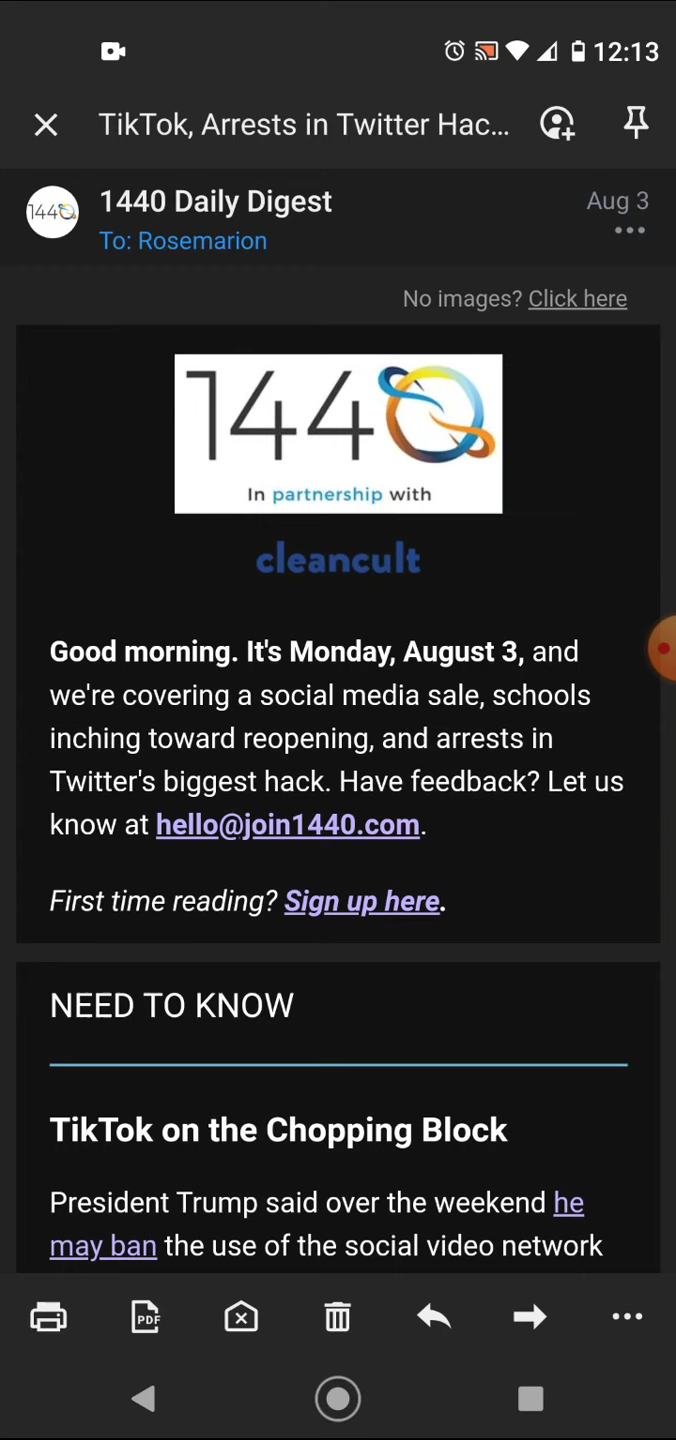 12:13
TikTok, Arrests in Twitter Hac...
1440
1440 Daily Digest
Aug 3
To: Rosemarion
No images? Click here
1440
In partnership with
cleancult
Good morning. It's Monday, August 3, and
we're covering a social media sale, schools
inching toward reopening, and arrests in
Twitter's biggest hack. Have feedback? Let us
know at hello@join1440.com.
First time reading? Sign up here.
NEED TO KNOW
TikTok on the Chopping Block
President Trump said over the weekend he
may ban the use of the social video network
PDF